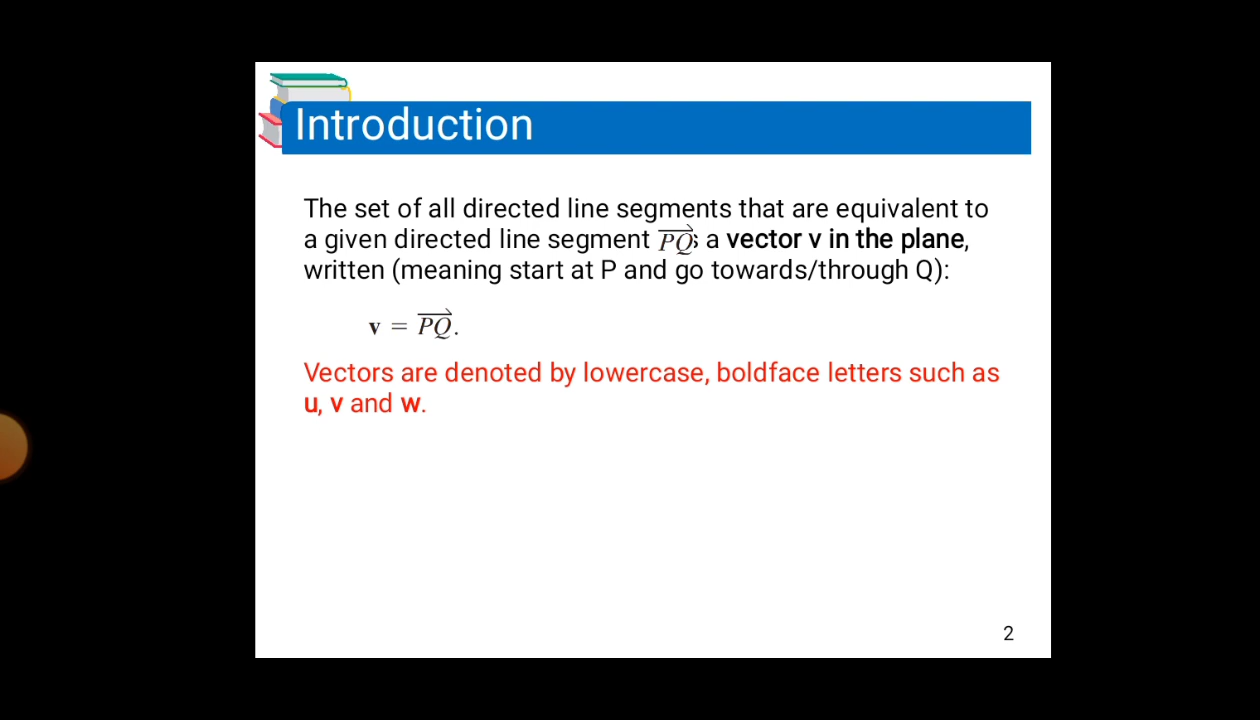 Introduction
The set of all directed line segments that are equivalent to
a given directed line segment PQ⃗ s a vector v in the plane,
written (meaning start at P and go towards/through Q):
v = PQ⃗.
Vectors are denoted by lowercase, boldface letters such as
u, v and w.
2